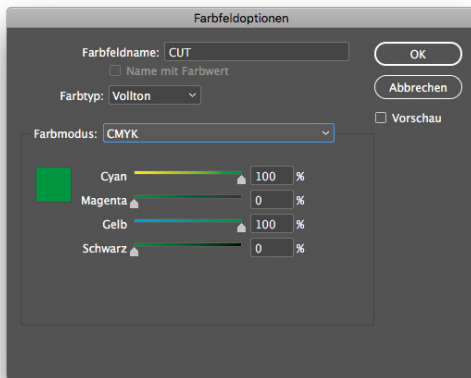 Farbfeldoptionen
Farbfeldname: CUT
Name mit Farbwert
Farbtyp: Vollton
Farbmodus: CMYK
Cyan 100 %
Magenta 0 %
Gelb 100 %
Schwarz 0 %
OK
Abbrechen
Vorschau